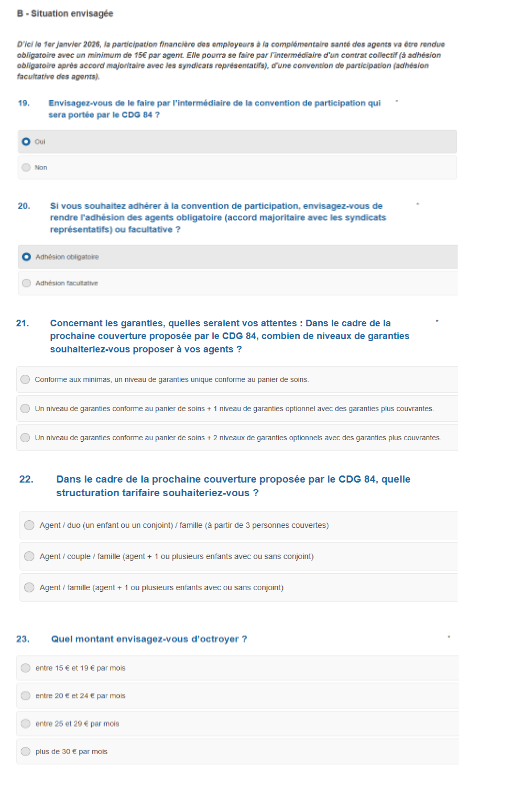 B - Situation envisagée
D'ici le 1er janvier 2026, la participation financière des employeurs à la complémentaire santé des agents va être rendue
obligatoire avec un minimum de 15€ par agent. Elle pourra se faire par l'intermédiaire d'un contrat collectif (à adhésion
obligatoire après accord majoritaire avec les syndicats représentatifs), d'une convention de participation (adhésion
facultative des agents).
19. Envisagez-vous de le faire par l'intermédiaire de la convention de participation qui *
sera portée par le CDG 84 ?
Oui
Non
20. Si vous souhaitez adhérer à la convention de participation, envisagez-vous de *
rendre l'adhésion des agents obligatoire (accord majoritaire avec les syndicats
représentatifs) ou facultative ?
Adhésion obligatoire
Adhésion facultative
21. Concernant les garanties, quelles seraient vos attentes : Dans le cadre de la *
prochaine couverture proposée par le CDG 84, combien de niveaux de garanties
souhaiteriez-vous proposer à vos agents ?
Conforme aux minimas, un niveau de garanties unique conforme au panier de soins.
Un niveau de garanties conforme au panier de soins + 1 niveau de garanties optionnel avec des garanties plus couvrantes.
Un niveau de garanties conforme au panier de soins + 2 niveaux de garanties optionnels avec des garanties plus couvrantes.
22. Dans le cadre de la prochaine couverture proposée par le CDG 84, quelle
structuration tarifaire souhaiteriez-vous ?
Agent / duo (un enfant ou un conjoint) / famille (à partir de 3 personnes couvertes)
Agent / couple / famille (agent + 1 ou plusieurs enfants avec ou sans conjoint)
Agent / famille (agent + 1 ou plusieurs enfants avec ou sans conjoint)
23. Quel montant envisagez-vous d'octroyer ? *
entre 15 € et 19 € par mois
entre 20 € et 24 € par mois
entre 25 et 29 € par mois
plus de 30 € par mois